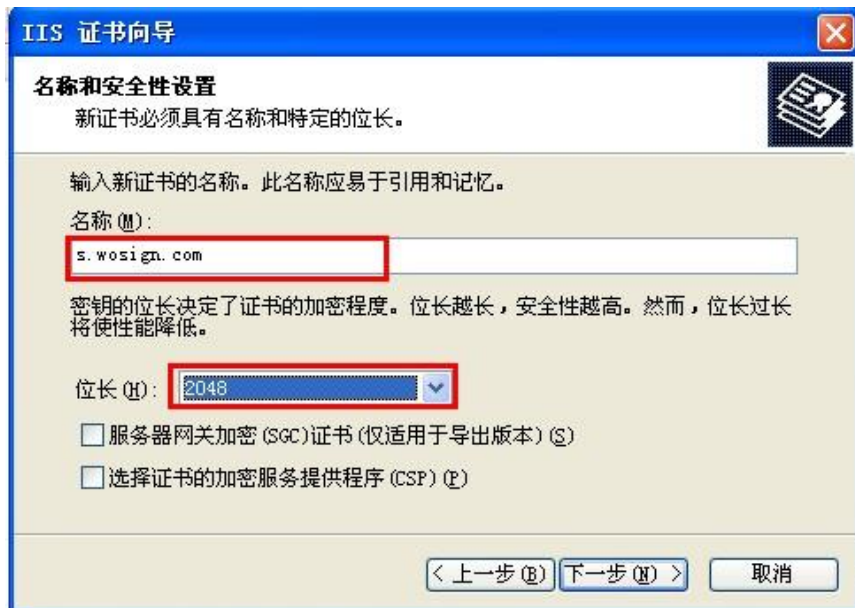 IIS 证书向导
名称和安全性设置
新证书必须具有名称和特定的位长。
输入新证书的名称。此名称应易于引用和记忆。
名称(M):
s.wosign.com
密钥的位长决定了证书的加密程度。位长越长，安全性越高。然而，位长过长
将使性能降低。
位长(H): 2048
服务器网关加密(SGC)证书(仅适用于导出版本)(S)
选择证书的加密服务提供程序(CSP)(P)
< 上一步(B) 下一步(N) > 取消